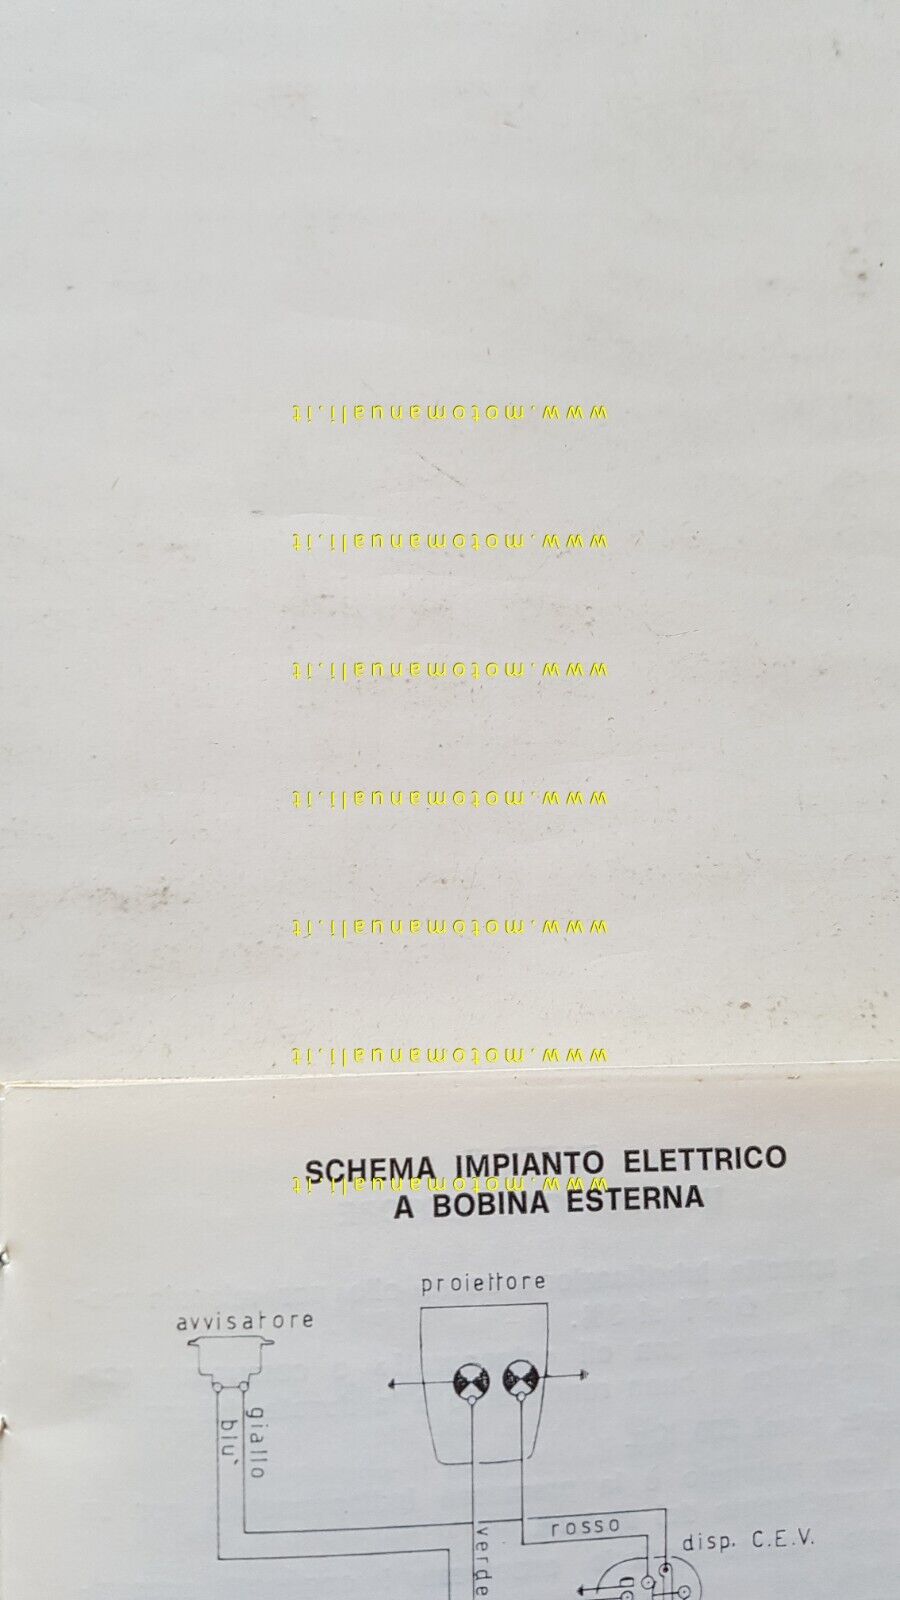 www.motomanuali.it
www.motomanuali.it
www.motomanuali.it
www.motomanuali.it
www.motomanuali.it
www.motomanuali.it
SCHEMA IMPIANTO ELETTRICO
www.motomanuali.it
A BOBINA ESTERNA
proiettore
avvisatore
giallo
blu'
rosso
verde
disp. C.E.V.